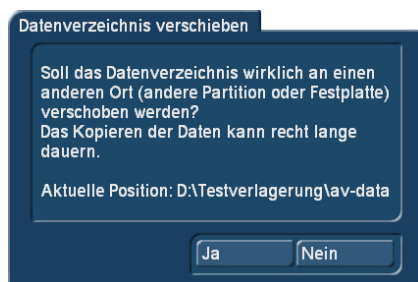 Datenverzeichnis verschieben
Soll das Datenverzeichnis wirklich an einen
anderen Ort (andere Partition oder Festplatte)
verschoben werden?
Das Kopieren der Daten kann recht lange
dauern.
Aktuelle Position: D:\Testverlagerung\av-data
Ja
Nein